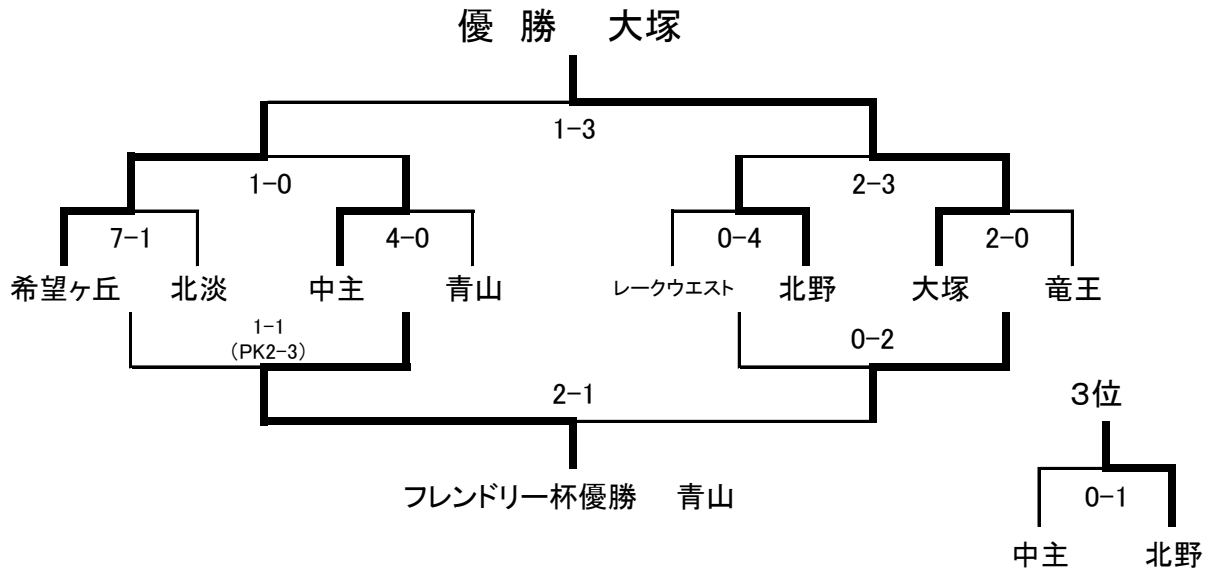 優 勝　大塚
1-3
1-0　2-3
7-1　4-0　0-4　2-0
希望ヶ丘　北淡　中主　青山　レークウエスト　北野　大塚　竜王
1-1
(PK2-3)
0-2
2-1
3位
フレンドリー杯優勝　青山
0-1
中主　北野